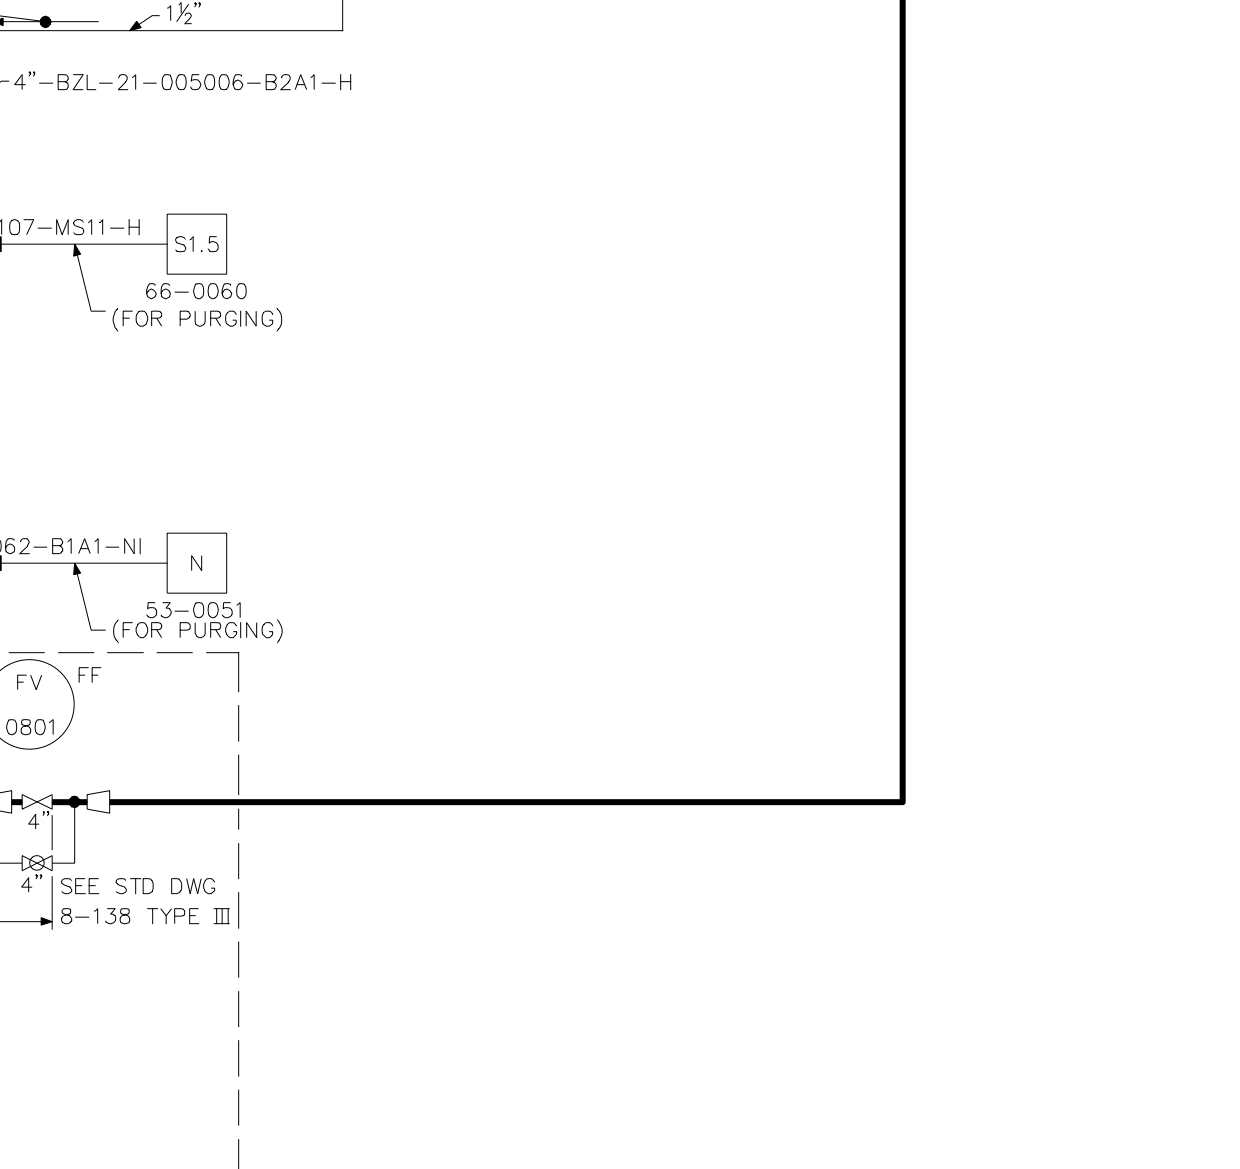 1½”
4”-BZL-21-005006-B2A1-H
107-MS11-H
S1.5
66-0060
(FOR PURGING)
062-B1A1-NI
N
53-0051
(FOR PURGING)
FV
FF
0801
4”
4”
SEE STD DWG
8-138 TYPE III